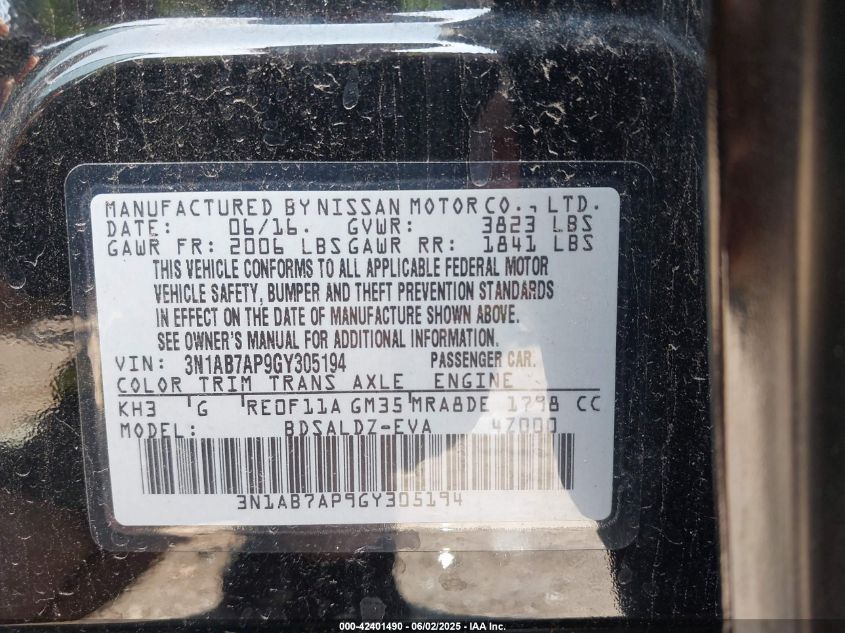 MANUFACTURED BY NISSAN MOTOR CO., LTD.
DATE: 06/16. GVWR: 3823 LBS
GAWR FR: 2006 LBS GAWR RR: 1841 LBS
THIS VEHICLE CONFORMS TO ALL APPLICABLE FEDERAL MOTOR
VEHICLE SAFETY, BUMPER AND THEFT PREVENTION STANDARDS
IN EFFECT ON THE DATE OF MANUFACTURE SHOWN ABOVE.
SEE OWNER'S MANUAL FOR ADDITIONAL INFORMATION.
VIN: 3N1AB7AP9GY305194 PASSENGER CAR.
COLOR TRIM TRANS AXLE ENGINE
KH3 G RE0F11A GM35 MRA8DE 1798 CC
MODEL: BDSALDZ-EVA 4Z000
3N1AB7AP9GY305194
000-42401490 - 06/02/2025 - IAA Inc.